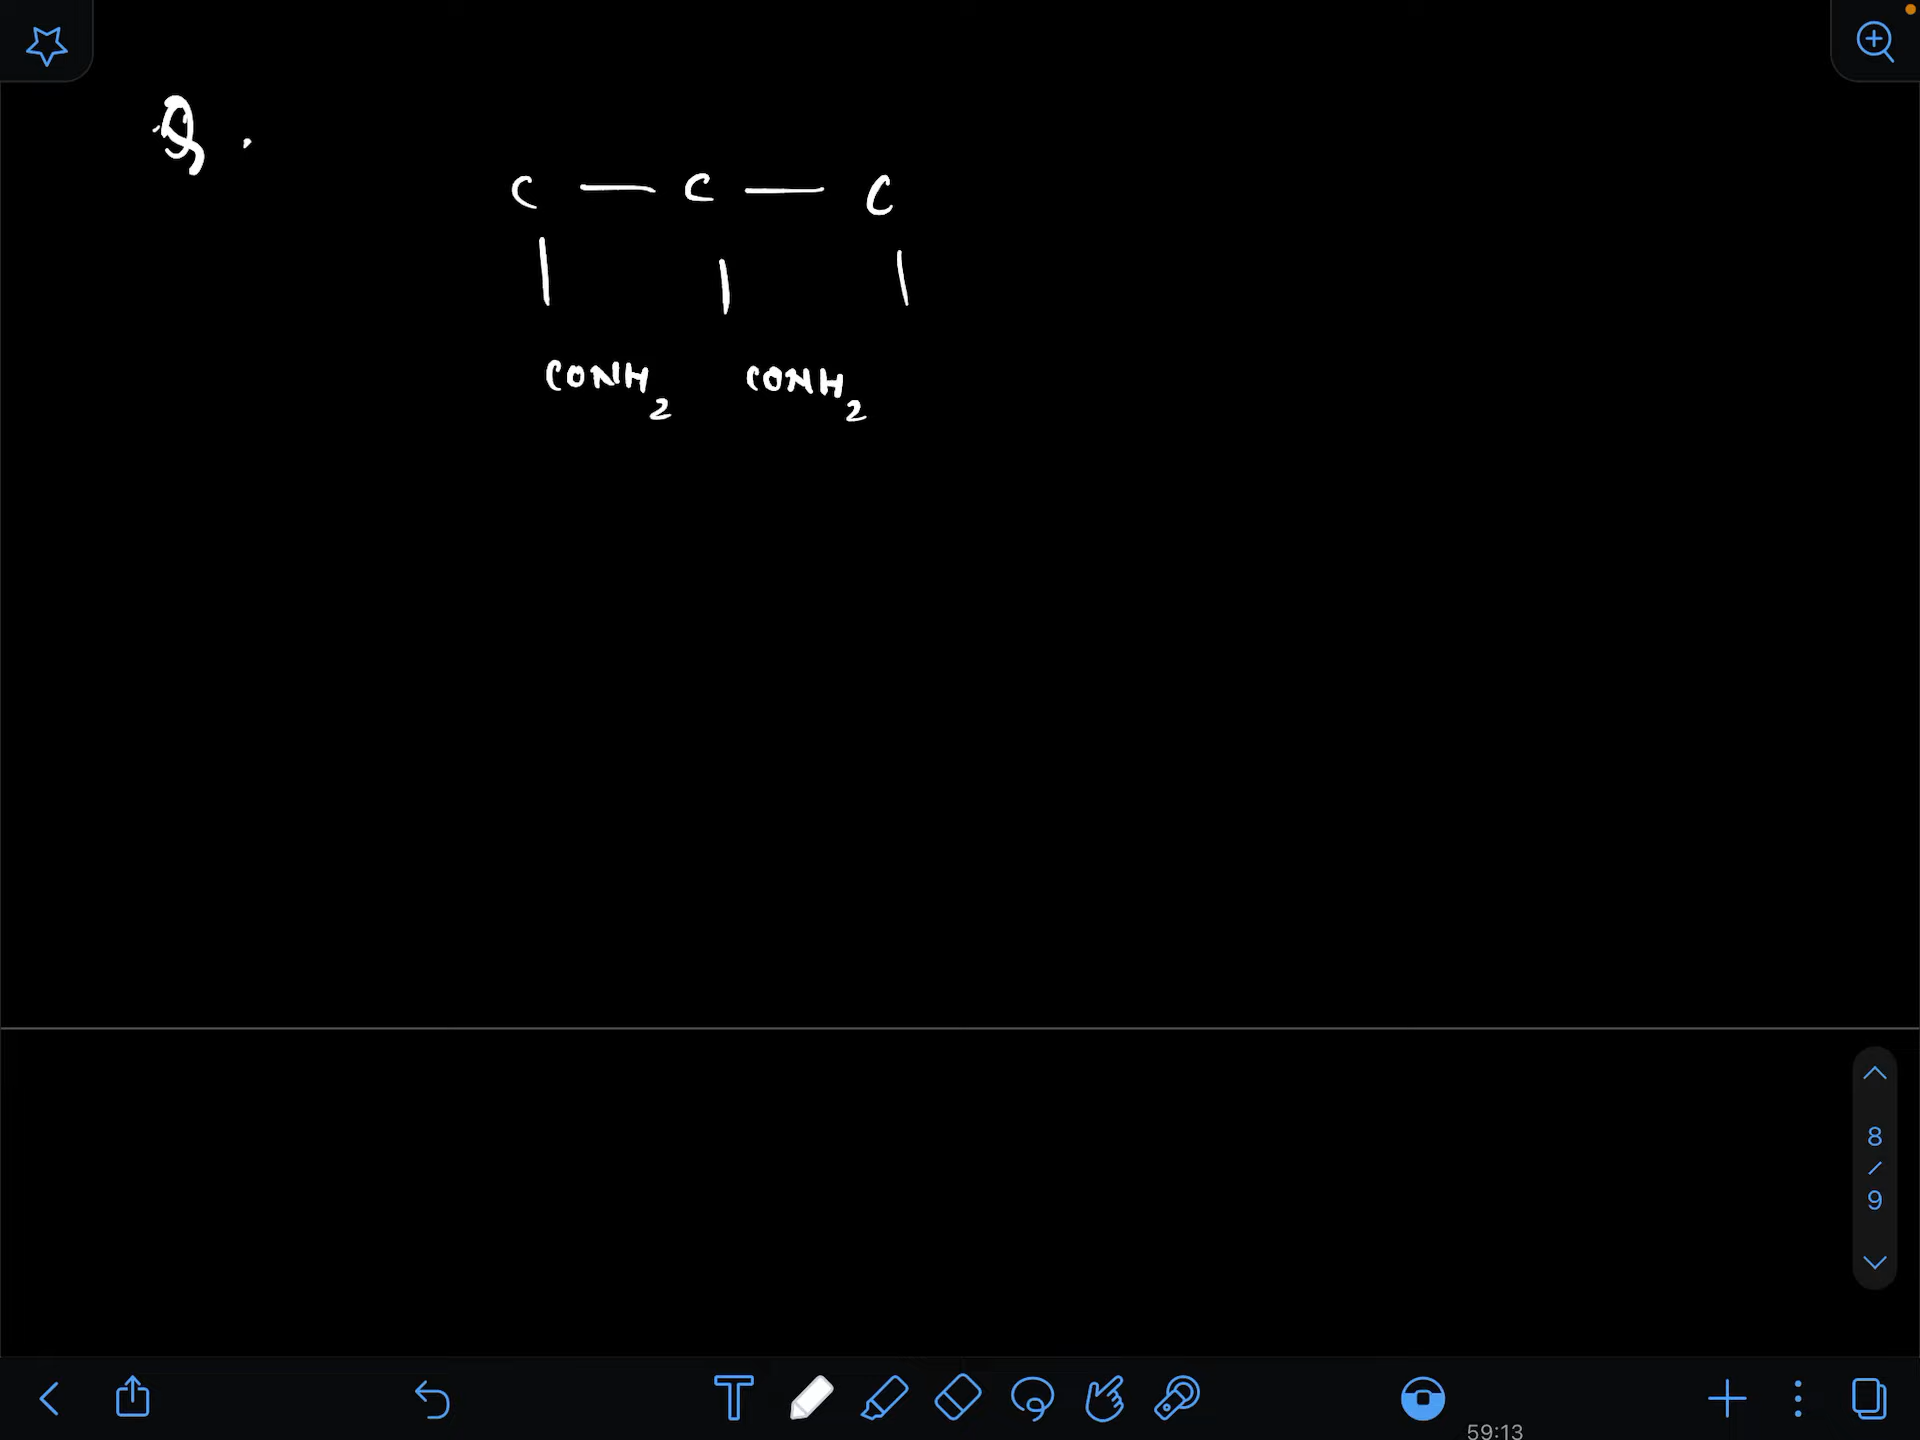 Q.
C — C — C
| | |
CONH2 CONH2
8
/
9
59:13